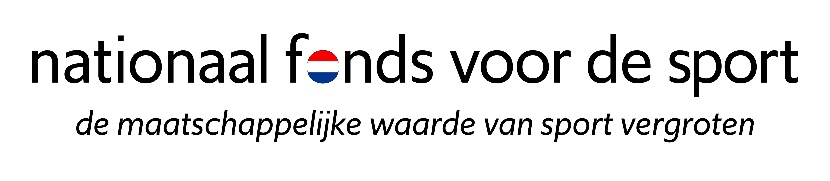 nationaal fonds voor de sport
de maatschappelijke waarde van sport vergroten